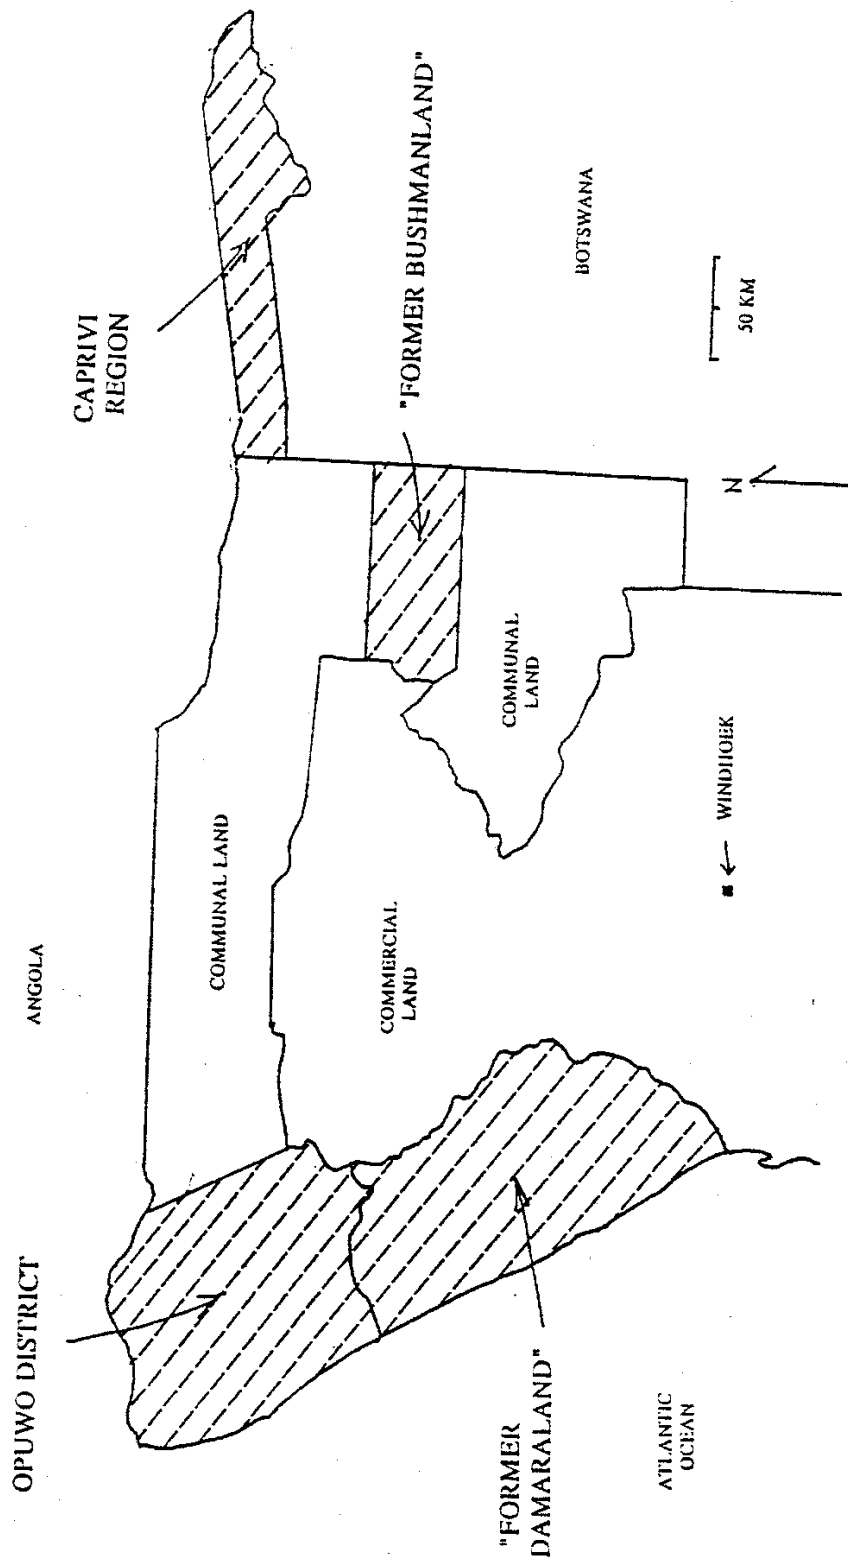 ANGOLA
OPUWO DISTRICT
CAPRIVI
REGION
COMMUNAL LAND
"FORMER BUSHMANLAND"
COMMERCIAL
LAND
COMMUNAL
LAND
"FORMER
DAMARALAND"
BOTSWANA
ATLANTIC
OCEAN
WINDHOEK
N
50 KM